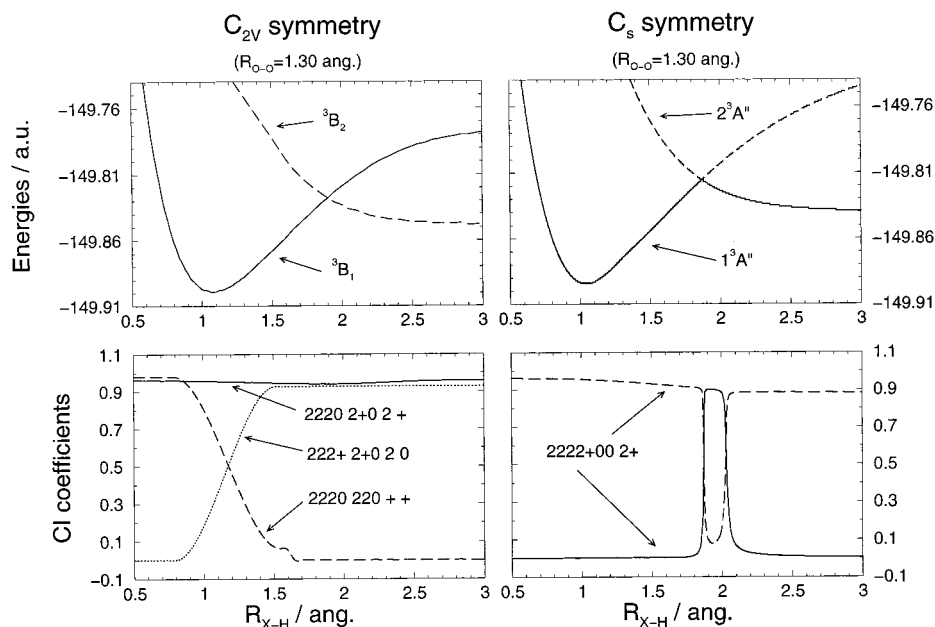 C2V symmetry
(Ro-o=1.30 ang.)
Cs symmetry
(Ro-o=1.30 ang.)
Energies / a.u.
−149.76
−149.81
−149.86
−149.91
3B2
3B1
0.5 1 1.5 2 2.5 3
−149.76
−149.81
−149.86
−149.91
23A"
13A"
0.5 1 1.5 2 2.5 3
CI coefficients
1.1
0.9
0.7
0.5
0.3
0.1
−0.1
2220 2+0 2 +
222+ 2+0 2 0
2220 220 + +
0.5 1 1.5 2 2.5 3
RX−H / ang.
1.1
0.9
0.7
0.5
0.3
0.1
−0.1
2222+00 2+
0.5 1 1.5 2 2.5 3
RX−H / ang.